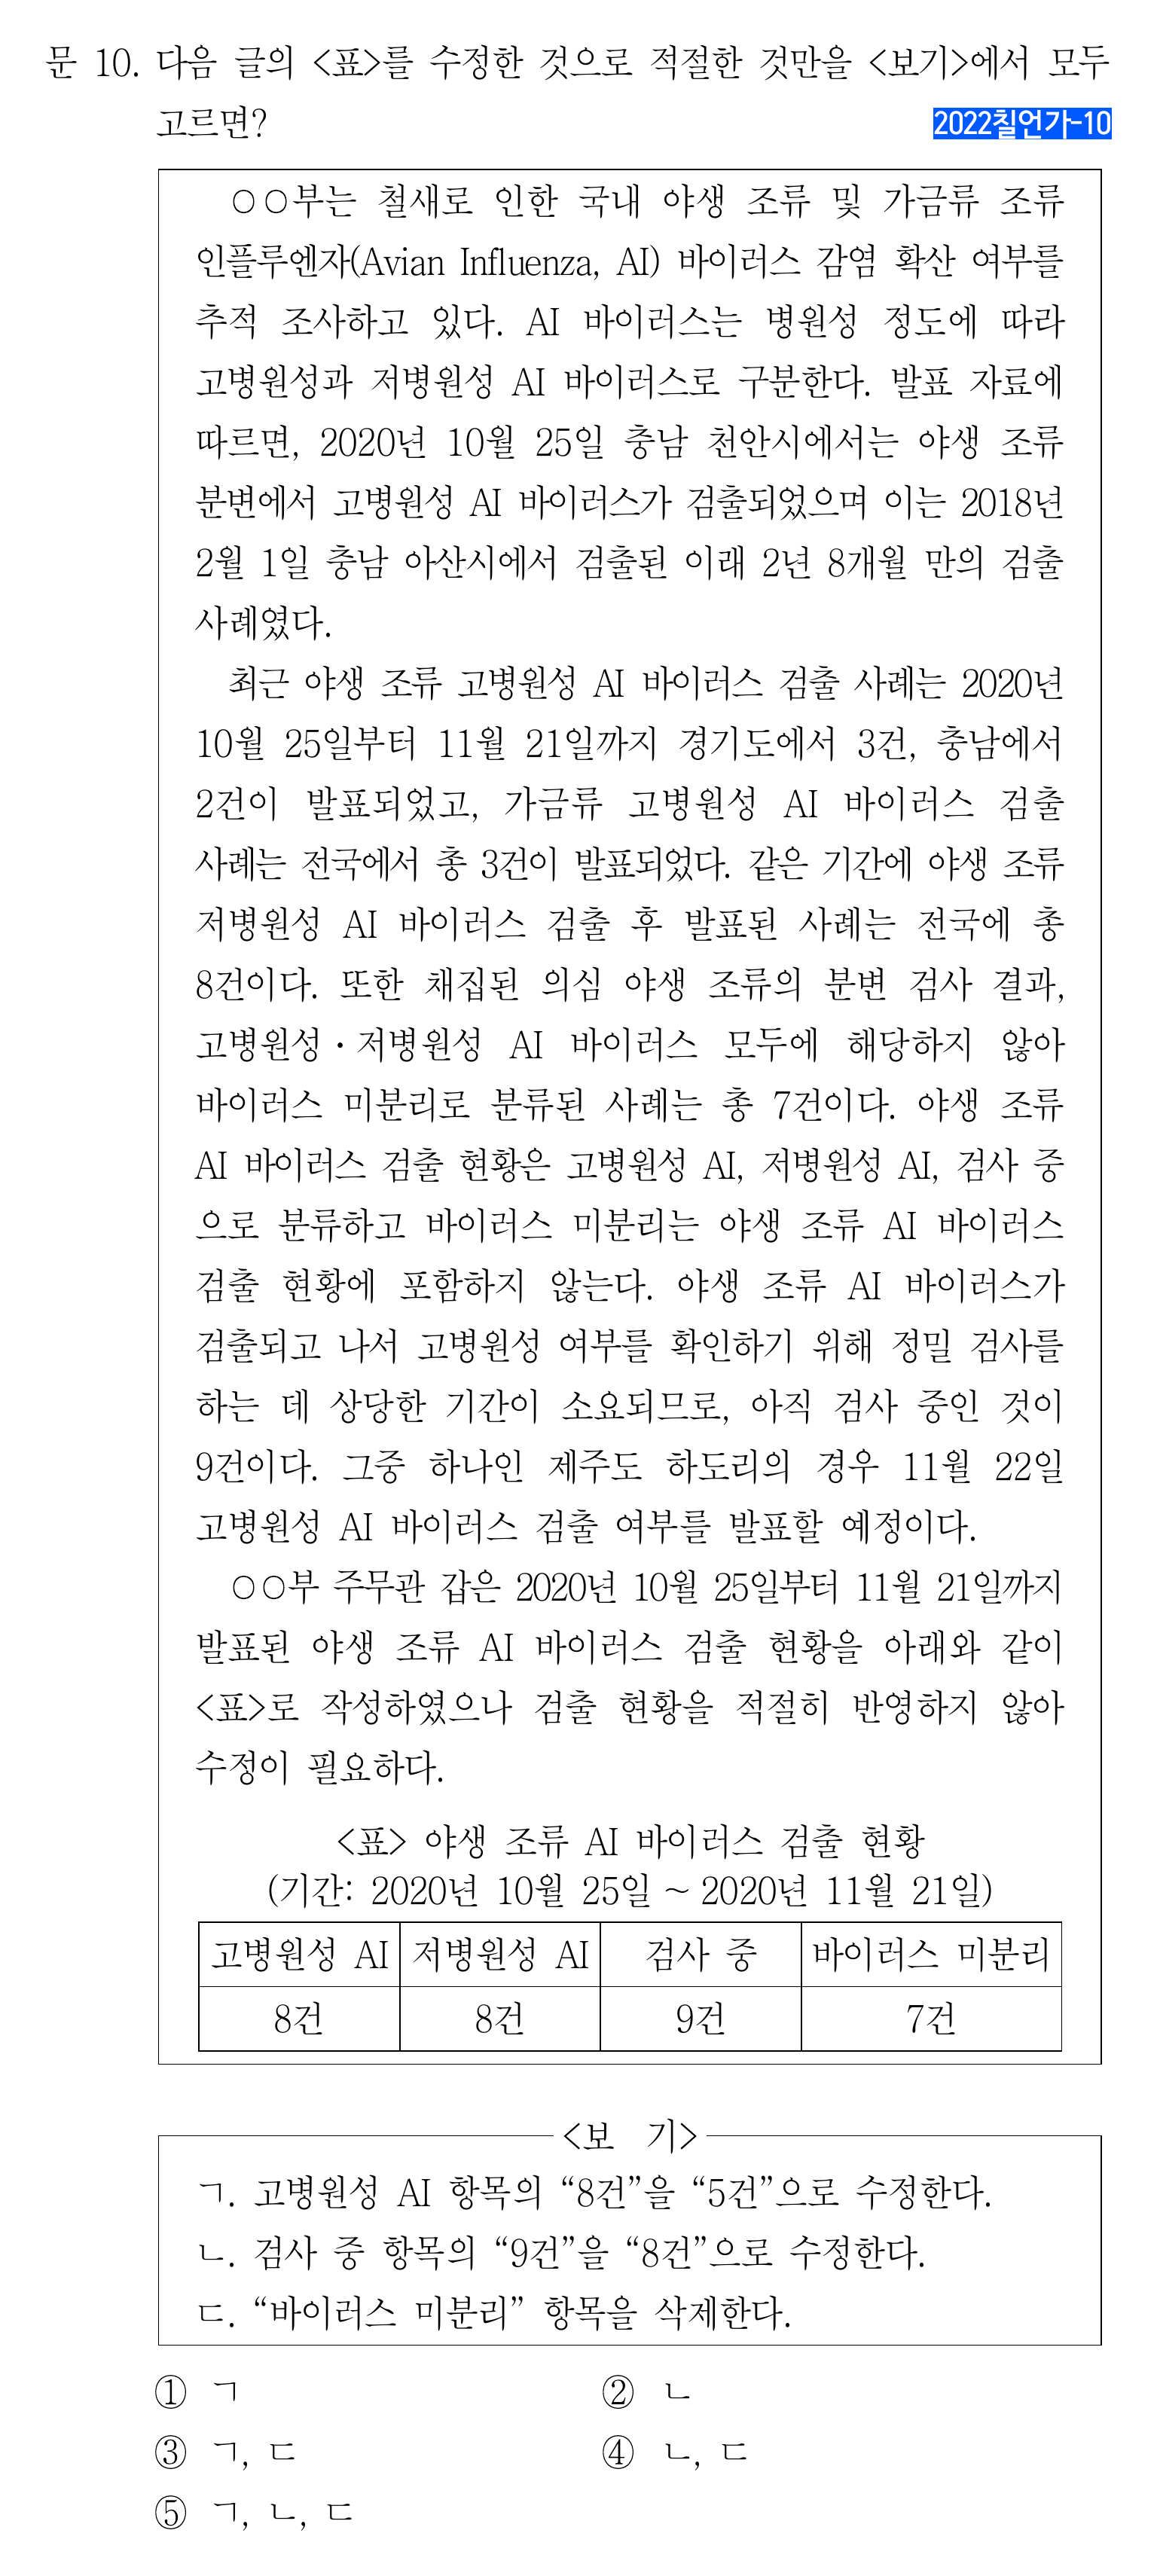 문 10. 다음 글의 <표>를 수정한 것으로 적절한 것만을 <보기>에서 모두
고르면?
2022칠언가-10
○○부는 철새로 인한 국내 야생 조류 및 가금류 조류
인플루엔자(Avian Influenza, AI) 바이러스 감염 확산 여부를
추적 조사하고 있다. AI 바이러스는 병원성 정도에 따라
고병원성과 저병원성 AI 바이러스로 구분한다. 발표 자료에
따르면, 2020년 10월 25일 충남 천안시에서는 야생 조류
분변에서 고병원성 AI 바이러스가 검출되었으며 이는 2018년
2월 1일 충남 아산시에서 검출된 이래 2년 8개월 만의 검출
사례였다.
최근 야생 조류 고병원성 AI 바이러스 검출 사례는 2020년
10월 25일부터 11월 21일까지 경기도에서 3건, 충남에서
2건이 발표되었고, 가금류 고병원성 AI 바이러스 검출
사례는 전국에서 총 3건이 발표되었다. 같은 기간에 야생 조류
저병원성 AI 바이러스 검출 후 발표된 사례는 전국에 총
8건이다. 또한 채집된 의심 야생 조류의 분변 검사 결과,
고병원성·저병원성 AI 바이러스 모두에 해당하지 않아
바이러스 미분리로 분류된 사례는 총 7건이다. 야생 조류
AI 바이러스 검출 현황은 고병원성 AI, 저병원성 AI, 검사 중
으로 분류하고 바이러스 미분리는 야생 조류 AI 바이러스
검출 현황에 포함하지 않는다. 야생 조류 AI 바이러스가
검출되고 나서 고병원성 여부를 확인하기 위해 정밀 검사를
하는 데 상당한 기간이 소요되므로, 아직 검사 중인 것이
9건이다. 그중 하나인 제주도 하도리의 경우 11월 22일
고병원성 AI 바이러스 검출 여부를 발표할 예정이다.
○○부 주무관 갑은 2020년 10월 25일부터 11월 21일까지
발표된 야생 조류 AI 바이러스 검출 현황을 아래와 같이
<표>로 작성하였으나 검출 현황을 적절히 반영하지 않아
수정이 필요하다.
<표> 야생 조류 AI 바이러스 검출 현황
(기간: 2020년 10월 25일 ~ 2020년 11월 21일)
고병원성 AI 저병원성 AI 검사 중 바이러스 미분리
8건 8건 9건 7건
<보 기>
ㄱ. 고병원성 AI 항목의 “8건”을 “5건”으로 수정한다.
ㄴ. 검사 중 항목의 “9건”을 “8건”으로 수정한다.
ㄷ. “바이러스 미분리” 항목을 삭제한다.
① ㄱ ② ㄴ
③ ㄱ, ㄷ ④ ㄴ, ㄷ
⑤ ㄱ, ㄴ, ㄷ